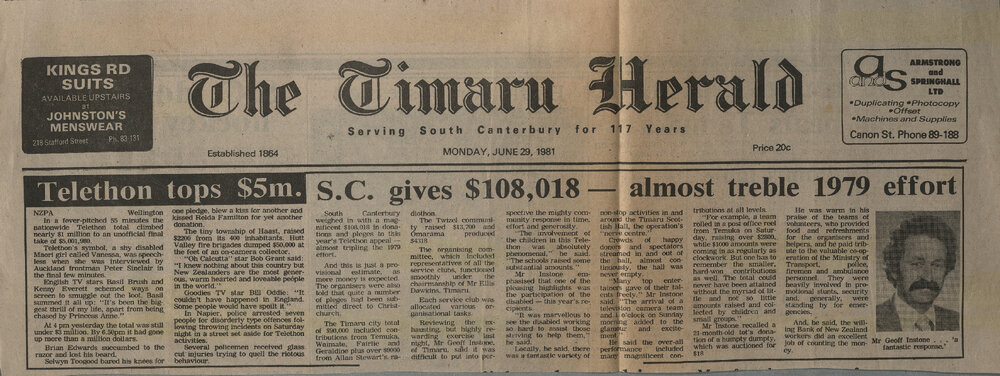 KINGS RD
SUITS
AVAILABLE UPSTAIRS
at
JOHNSTON'S
MENSWEAR
218 Stafford Street Ph. 83-131
The Timaru Herald
Serving South Canterbury for 117 Years
Established 1864
MONDAY, JUNE 29, 1981
Price 20c
ands
ARMSTRONG
and
SPRINGHALL
LTD
•Duplicating •Photocopy
•Offset
•Machines and Supplies
Canon St. Phone 89-188
Telethon tops $5m.
NZPA Wellington
In a fever-pitched 55 minutes the
nationwide Telethon total climbed
nearly $1 million to an unofficial final
take of $5,001,980.
Telethon's symbol, a shy disabled
Maori girl called Vanessa, was speech-
less when she was interviewed by
Auckland frontman Peter Sinclair in
the final few minutes.
English TV stars Basil Brush and
Kenny Everett schemed ways on
screen to smuggle out the loot. Basil
summed it all up: "It's been the big-
gest thrill of my life, apart from being
chased by Princess Anne."
At 4 pm yesterday the total was still
under $3 million. By 6.50pm it had gone
up more than a million dollars.
Brian Edwards succumbed to the
razor and lost his beard.
Selwyn Toogood bared his knees for
one pledge, blew a kiss for another and
kissed Relda Familton for yet another
donation.
The tiny township of Haast, raised
$2200 from its 400 inhabitants. Hutt
Valley fire brigades dumped $50,000 at
the feet of an on-camera collector.
"Oh Calcutta" star Bob Grant said:
"I knew nothing about this country but
New Zealanders are the most gener-
ous, warm hearted and loveable people
in the world."
Goodies TV star Bill Oddie: "It
couldn't have happened in England.
Some people would have spoilt it."
In Napier, police arrested seven
people for disorderly type offences fol-
lowing throwing incidents on Saturday
night in a street set aside for Telethon
activities.
Several policemen received glass
cut injuries trying to quell the riotous
behaviour.
S.C. gives $108,018 — almost treble 1979 effort
South Canterbury
weighed in with a mag-
nificent $108,018 in dona-
tions and pleges to this
year's Telethon appeal —
almost tripling the 1979
effort.
And this is just a pro-
visional estimate, as
more money is expected.
The organisers were also
told that quite a number
of pleges had been sub-
mitted direct to Christ-
church.
The Timaru city total
of $90,000 included con-
tributions from Temuka,
Waimate, Fairlie and
Geraldine plus over $9000
from Allan Stewart's ra-
diothon.
The Twizel communi-
ty raised $13,700 and
Omarama produced
$4318
The organising com-
mittee, which included
representatives of all the
service clubs, functioned
smoothly under the
chairmanship of Mr Ellis
Dawkins, Timaru.
Each service club was
allocated various or-
ganisational tasks.
Reviewing the ex-
hausting, but highly re-
warding exercise last
night, Mr Geoff Instone,
of Timaru, said it was
difficult to put into per-
spective the mighty com-
munity response in time,
effort and generosity.
"The involvement of
the children in this Tele-
thon was absolutely
phenomenal," he said.
"The schools raised some
substantial amounts."
Mr Instone em-
phasised that one of the
pleasing highlights was
the participation of the
disabled — this year's re-
cipients.
"It was marvellous to
see the disabled working
so hard to assist those
striving to help them,"
he said.
Locally, he said, there
was a fantastic variety of
non-stop activities in and
around the Timaru Scot-
tish Hall, the operation's
"nerve centre."
Crowds of happy
donors and spectators
streamed in and out of
the hall, almost con-
tinuously, the hall was
never empty.
"Many top enter-
tainers gave of their tal-
ents freely," Mr Instone
said. "The arrival of a
television camera team
at o'clock on Sunday
morning added to the
glamour and excite-
ment."
He said the over-all
performance included
many magnificent con-
tributions at all levels.
"For example, a team
rolled in a pie of loo roll
from Temuka on Satur-
day, raising over $2800,
while $1000 amounts were
coming in as regularly as
clockwork. But one has to
remember the smaller,
hard-won contributions
as well. The total could
never have been attained
without the myriad of lit-
tle and not so little
amounts raised and col-
lected by children and
small groups."
Mr Instone recalled a
21-month-old tot's dona-
tion of a humpty dumpty,
which was auctioned for
$18
He was warm in his
praise of the teams of
volunteers, who provided
food and refreshments
for the organisers and
helpers, and he paid trib-
ute to the valuable co-op-
eration of the Ministry of
Transport, police,
firemen and ambulance
personnel. They were
heavily involved in pro-
motional stunts, security
and, generally, were
standing by for emer-
gencies.
And, he said, the wil-
ling Bank of New Zealand
workers did an excellent
job of counting the mon-
ey.
Mr Geoff Instone . . . 'a
fantastic response,'